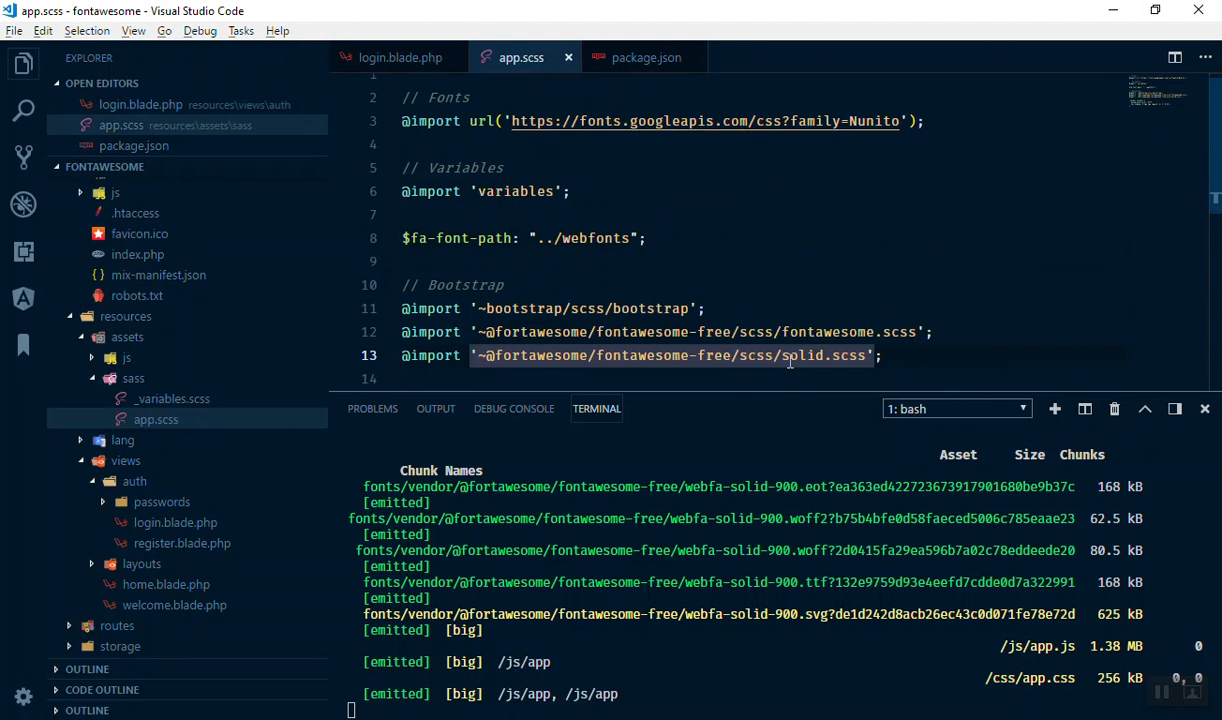 app.scss - fontawesome - Visual Studio Code
File Edit Selection View Go Debug Tasks Help
EXPLORER
OPEN EDITORS
login.blade.php resources\views\auth
app.scss resources\assets\sass
package.json
FONTAWESOME
js
.htaccess
favicon.ico
index.php
{} mix-manifest.json
robots.txt
resources
assets
js
sass
_variables.scss
app.scss
lang
views
auth
passwords
login.blade.php
register.blade.php
layouts
home.blade.php
welcome.blade.php
routes
storage
OUTLINE
CODE OUTLINE
OUTLINE
login.blade.php app.scss package.json
1
2 // Fonts
3 @import url('https://fonts.googleapis.com/css?family=Nunito');
4
5 // Variables
6 @import 'variables';
7
8 $fa-font-path: "../webfonts";
9
10 // Bootstrap
11 @import '~bootstrap/scss/bootstrap';
12 @import '~@fortawesome/fontawesome-free/scss/fontawesome.scss';
13 @import '~@fortawesome/fontawesome-free/scss/solid.scss';
14
PROBLEMS OUTPUT DEBUG CONSOLE TERMINAL 1: bash
Asset Size Chunks
Chunk Names
fonts/vendor/@fortawesome/fontawesome-free/webfa-solid-900.eot?ea363ed422723673917901680be9b37c 168 kB
[emitted]
fonts/vendor/@fortawesome/fontawesome-free/webfa-solid-900.woff2?b75b4bfe0d58faeced5006c785eaae23 62.5 kB
[emitted]
fonts/vendor/@fortawesome/fontawesome-free/webfa-solid-900.woff?2d0415fa29ea596b7a02c78eddeede20 80.5 kB
[emitted]
fonts/vendor/@fortawesome/fontawesome-free/webfa-solid-900.ttf?132e9759d93e4eefd7cdde0d7a322991 168 kB
[emitted]
fonts/vendor/@fortawesome/fontawesome-free/webfa-solid-900.svg?de1d242d8acb26ec43c0d071fe78e72d 625 kB
[emitted] [big]
/js/app.js 1.38 MB 0
[emitted] [big] /js/app
/css/app.css 256 kB 0, 0
[emitted] [big] /js/app, /js/app